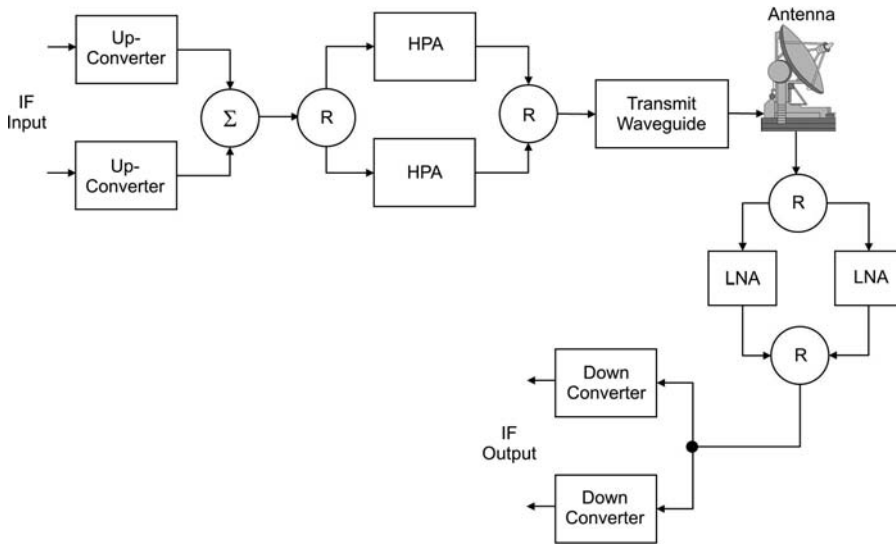 Up-
Converter
IF
Input
Up-
Converter
Σ
R
HPA
HPA
R
Transmit
Waveguide
Antenna
R
LNA
LNA
R
Down
Converter
IF
Output
Down
Converter